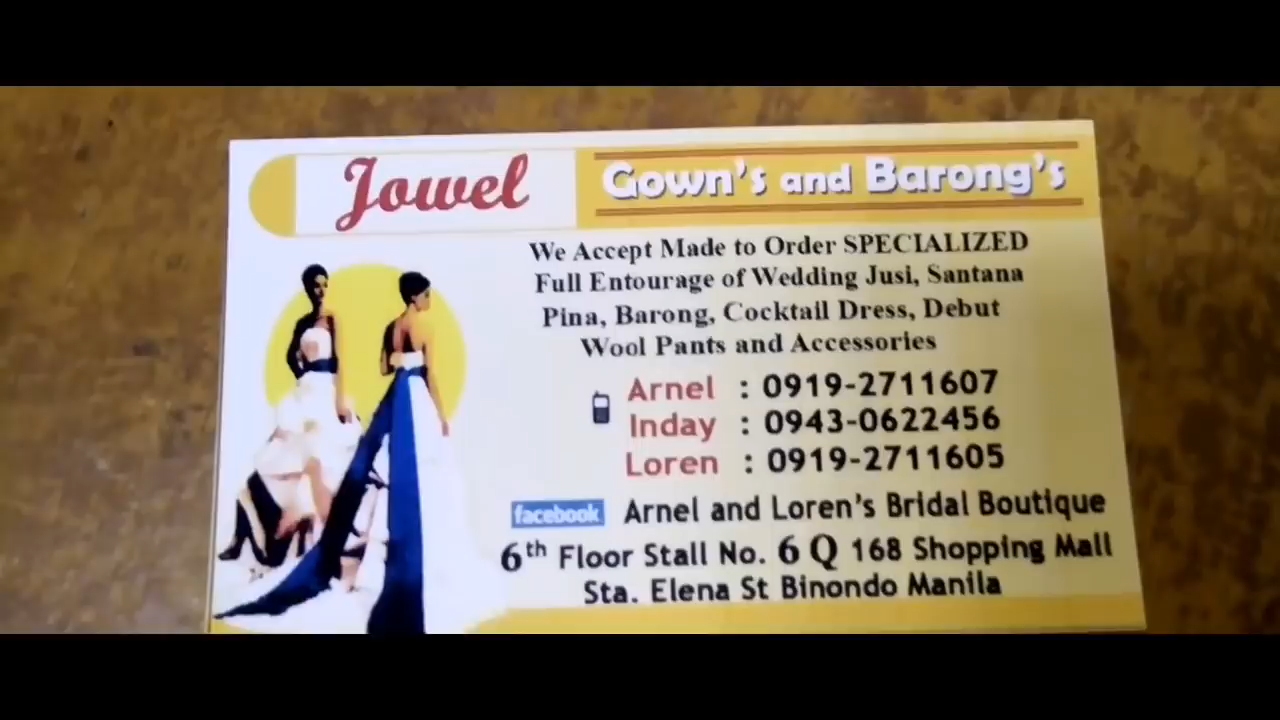 Jowel Gown's and Barong's
We Accept Made to Order SPECIALIZED
Full Entourage of Wedding Jusi, Santana
Pina, Barong, Cocktail Dress, Debut
Wool Pants and Accessories
Arnel : 0919-2711607
Inday : 0943-0622456
Loren : 0919-2711605
facebook Arnel and Loren's Bridal Boutique
6th Floor Stall No. 6 Q 168 Shopping Mall
Sta. Elena St Binondo Manila